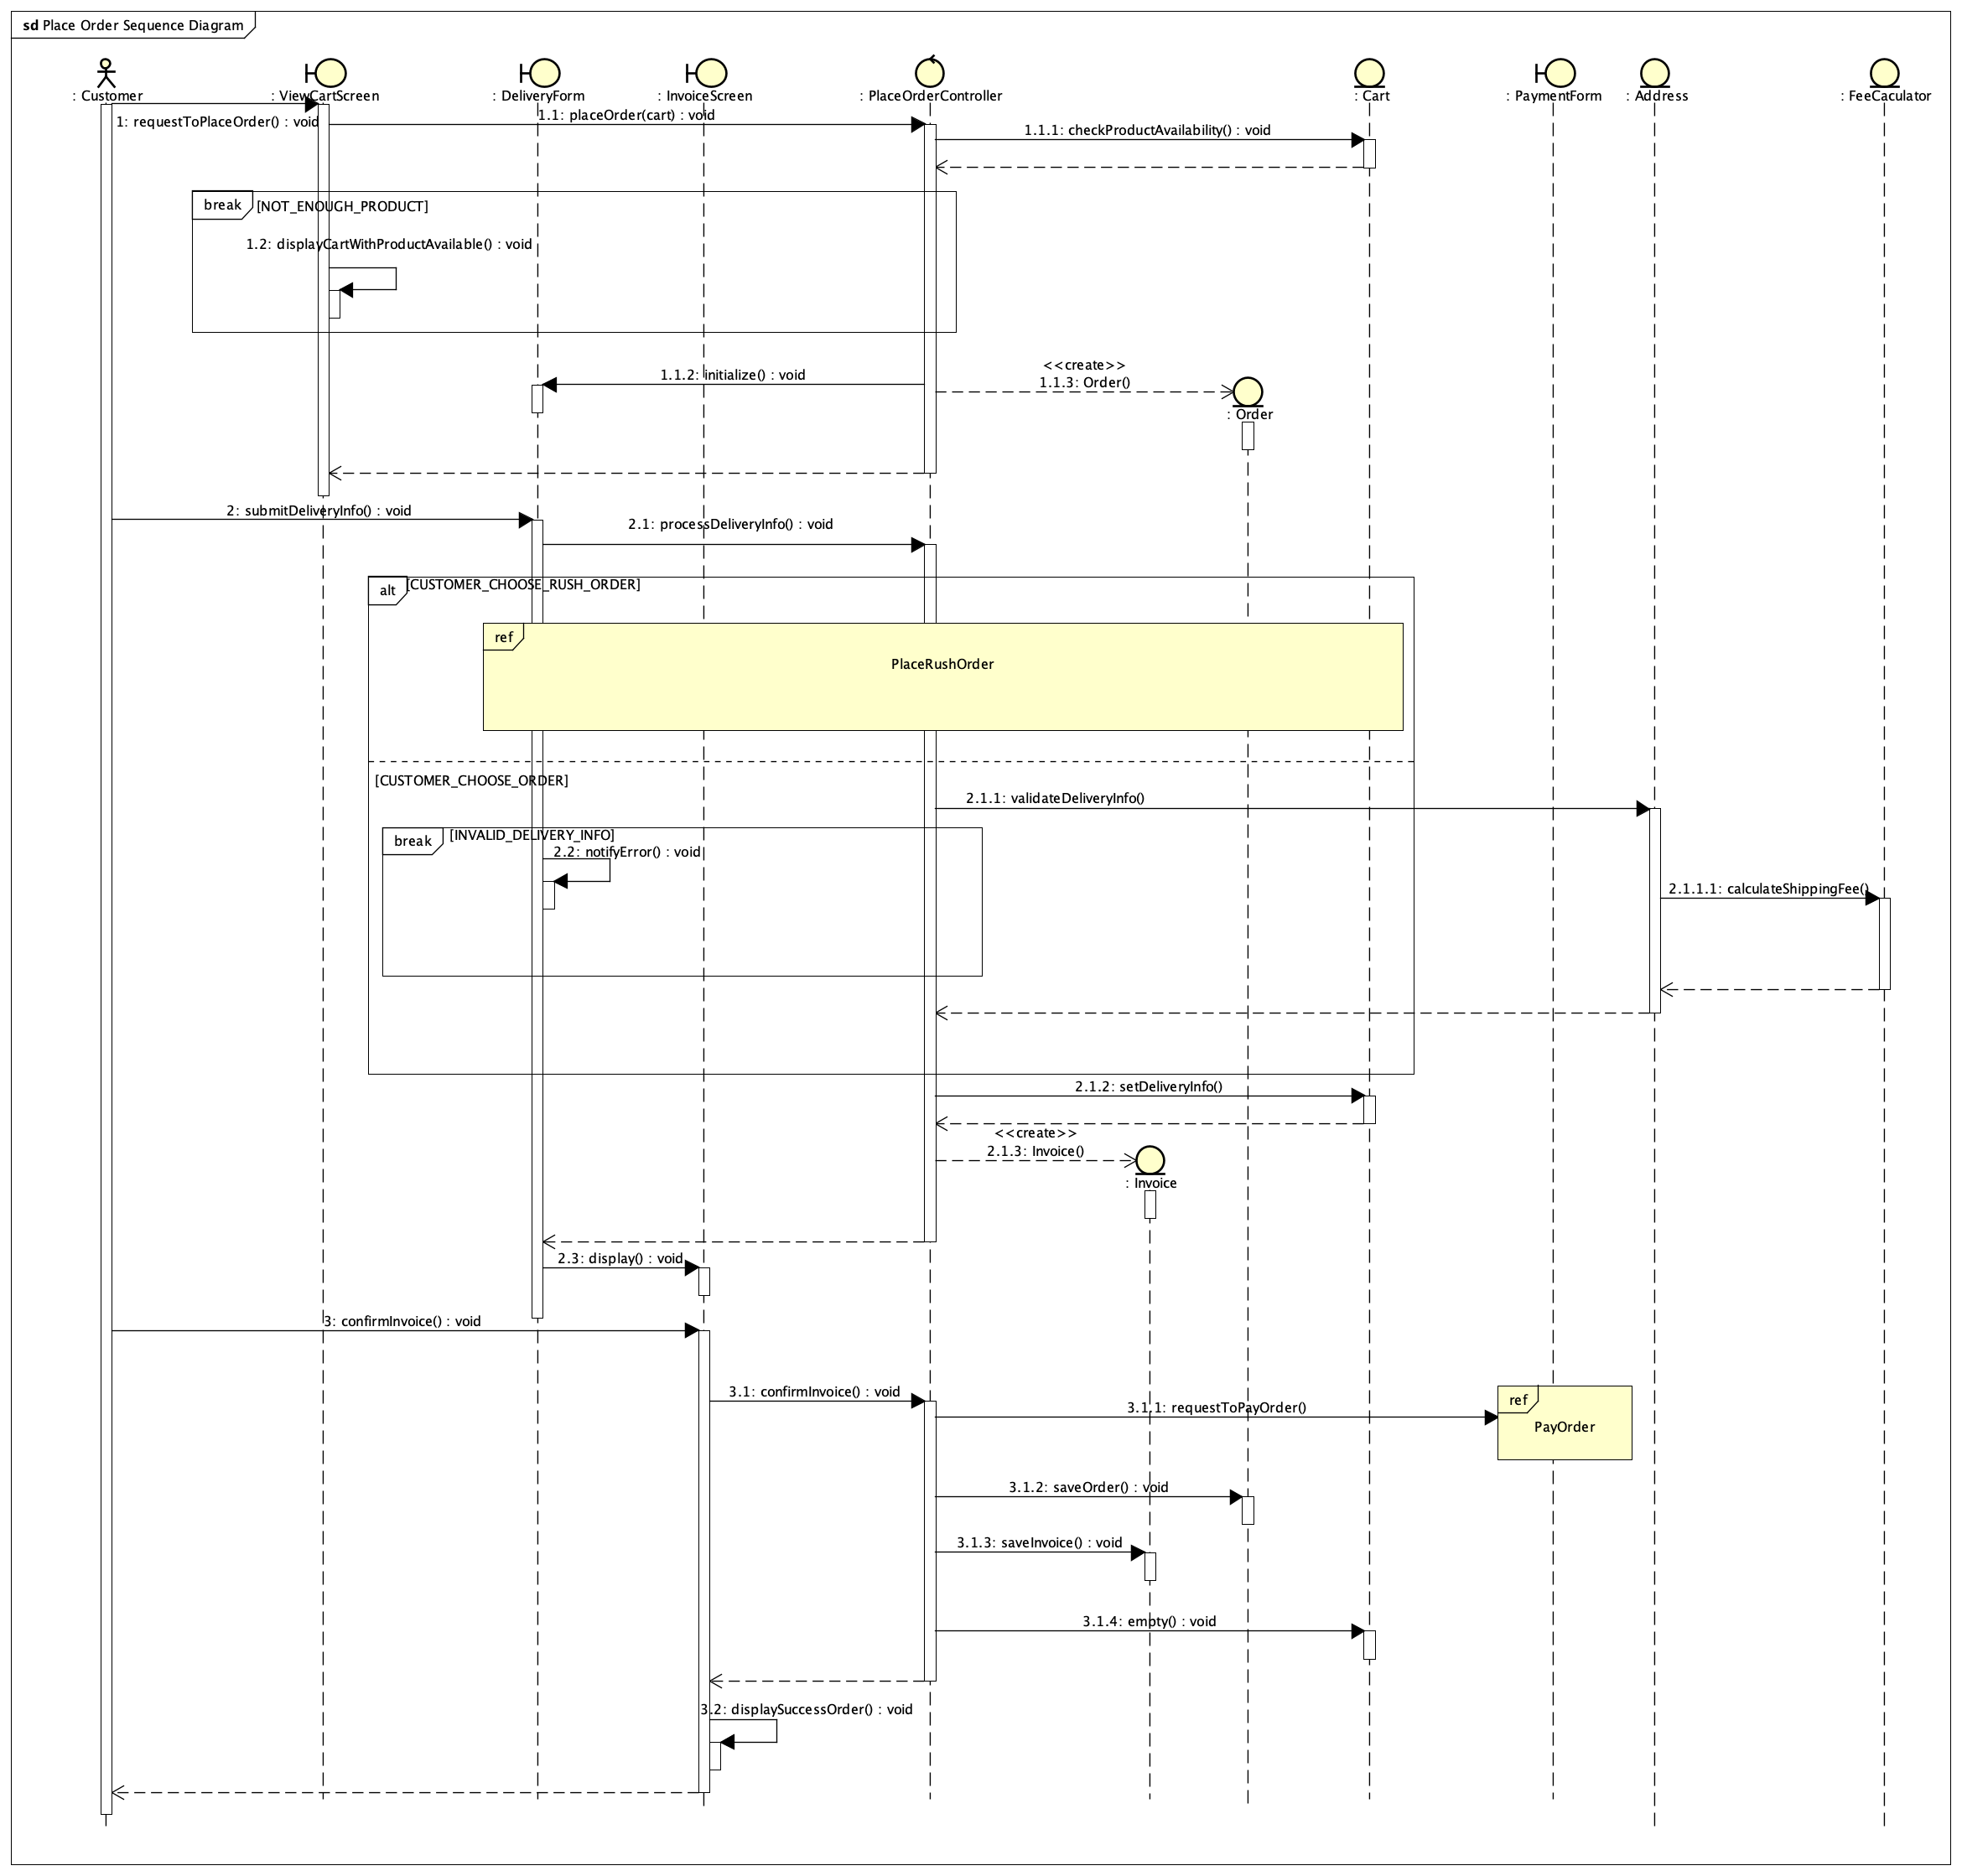 sd Place Order Sequence Diagram
: Customer
: ViewCartScreen
: DeliveryForm
: InvoiceScreen
: PlaceOrderController
: Cart
: PaymentForm
: Address
: FeeCaculator
1: requestToPlaceOrder() : void
1.1: placeOrder(cart) : void
1.1.1: checkProductAvailability() : void
break
[NOT_ENOUGH_PRODUCT]
1.2: displayCartWithProductAvailable() : void
1.1.2: initialize() : void
<<create>>
1.1.3: Order()
: Order
2: submitDeliveryInfo() : void
2.1: processDeliveryInfo() : void
alt
[CUSTOMER_CHOOSE_RUSH_ORDER]
ref
PlaceRushOrder
[CUSTOMER_CHOOSE_ORDER]
2.1.1: validateDeliveryInfo()
break
[INVALID_DELIVERY_INFO]
2.2: notifyError() : void
2.1.1.1: calculateShippingFee()
2.1.2: setDeliveryInfo()
<<create>>
2.1.3: Invoice()
: Invoice
2.3: display() : void
3: confirmInvoice() : void
3.1: confirmInvoice() : void
3.1.1: requestToPayOrder()
ref
PayOrder
3.1.2: saveOrder() : void
3.1.3: saveInvoice() : void
3.1.4: empty() : void
3.2: displaySuccessOrder() : void